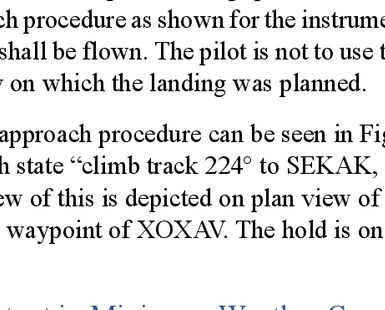 ch procedure as shown for the instrume
shall be flown. The pilot is not to use t
on which the landing was planned.
approach procedure can be seen in Fig
h state “climb track 224° to SEKAK,
ew of this is depicted on plan view of
waypoint of XOXAV. The hold is on